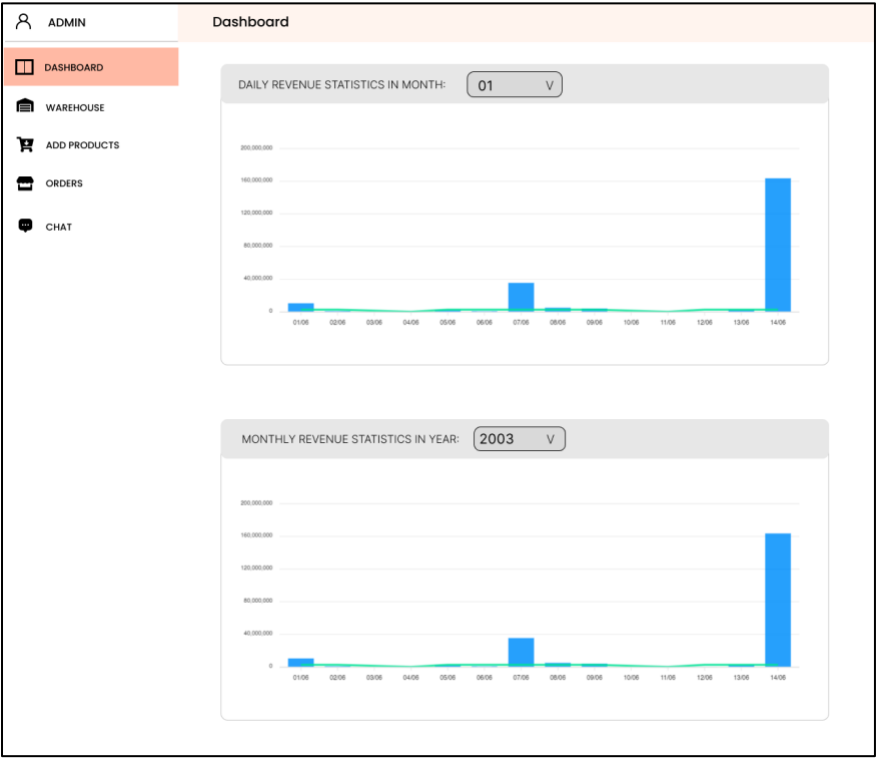 ADMIN
Dashboard
DASHBOARD
WAREHOUSE
ADD PRODUCTS
ORDERS
CHAT
DAILY REVENUE STATISTICS IN MONTH: 01 V
200,000,000
160,000,000
120,000,000
80,000,000
40,000,000
0
01/06 02/06 03/06 04/06 05/06 06/06 07/06 08/06 09/06 10/06 11/06 12/06 13/06 14/06
MONTHLY REVENUE STATISTICS IN YEAR: 2003 V
200,000,000
160,000,000
120,000,000
80,000,000
40,000,000
0
01/06 02/06 03/06 04/06 05/06 06/06 07/06 08/06 09/06 10/06 11/06 12/06 13/06 14/06